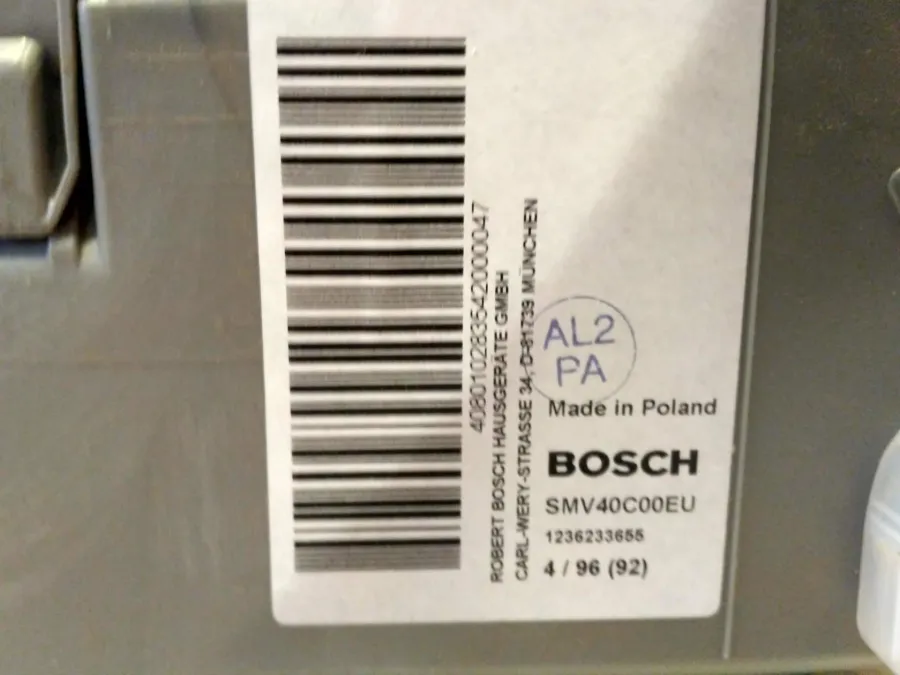 408010283542000047
ROBERT BOSCH HAUSGERÄTE GMBH
CARL-WERY-STRASSE 34, D-81739 MÜNCHEN
AL2
PA
Made in Poland
BOSCH
SMV40C00EU
1236233655
4 / 96 (92)